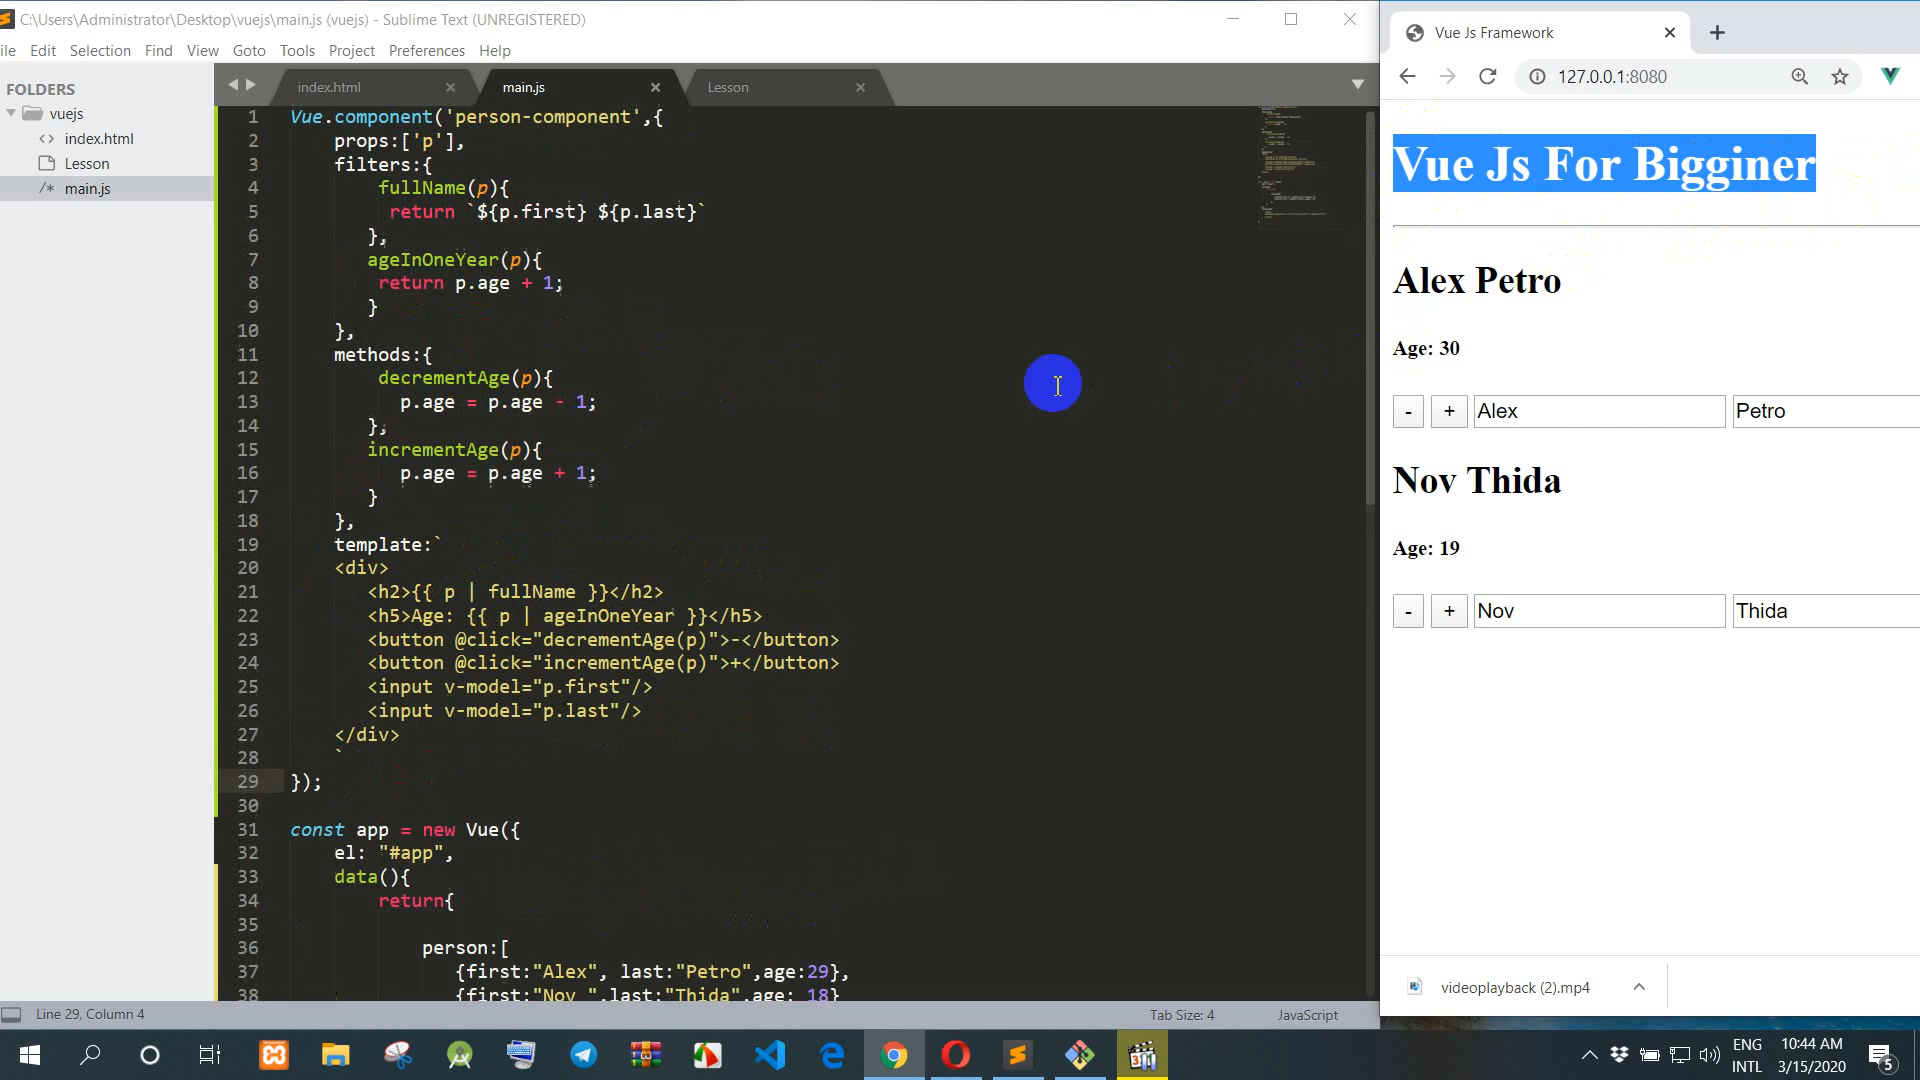 C:\Users\Administrator\Desktop\vuejs\main.js (vuejs) - Sublime Text (UNREGISTERED)
ile Edit Selection Find View Goto Tools Project Preferences Help
FOLDERS
vuejs
<> index.html
Lesson
/* main.js
index.html
main.js
Lesson
1 Vue.component('person-component',{
2 props:['p'],
3 filters:{
4 fullName(p){
5 return `${p.first} ${p.last}`
6 },
7 ageInOneYear(p){
8 return p.age + 1;
9 }
10 },
11 methods:{
12 decrementAge(p){
13 p.age = p.age - 1;
14 },
15 incrementAge(p){
16 p.age = p.age + 1;
17 }
18 },
19 template:`
20 <div>
21 <h2>{{ p | fullName }}</h2>
22 <h5>Age: {{ p | ageInOneYear }}</h5>
23 <button @click="decrementAge(p)">-</button>
24 <button @click="incrementAge(p)">+</button>
25 <input v-model="p.first"/>
26 <input v-model="p.last"/>
27 </div>
28 `
29 });
30
31 const app = new Vue({
32 el: "#app",
33 data(){
34 return{
35
36 person:[
37 {first:"Alex", last:"Petro",age:29},
38 {first:"Nov ",last:"Thida",age: 18}
Line 29, Column 4
Tab Size: 4
JavaScript
Vue Js Framework
127.0.0.1:8080
Vue Js For Bigginer
Alex Petro
Age: 30
- + Alex Petro
Nov Thida
Age: 19
- + Nov Thida
videoplayback (2).mp4
ENG
INTL
10:44 AM
3/15/2020
5